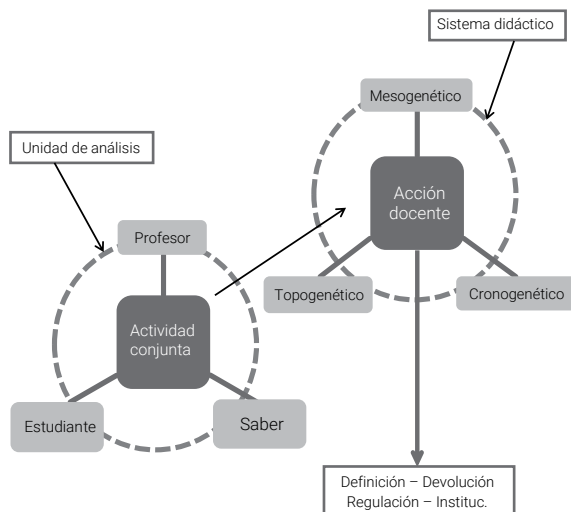 Sistema didáctico
Mesogenético
Unidad de análisis
Acción
docente
Profesor
Topogenético
Cronogenético
Actividad
conjunta
Estudiante
Saber
Definición – Devolución
Regulación – Instituc.